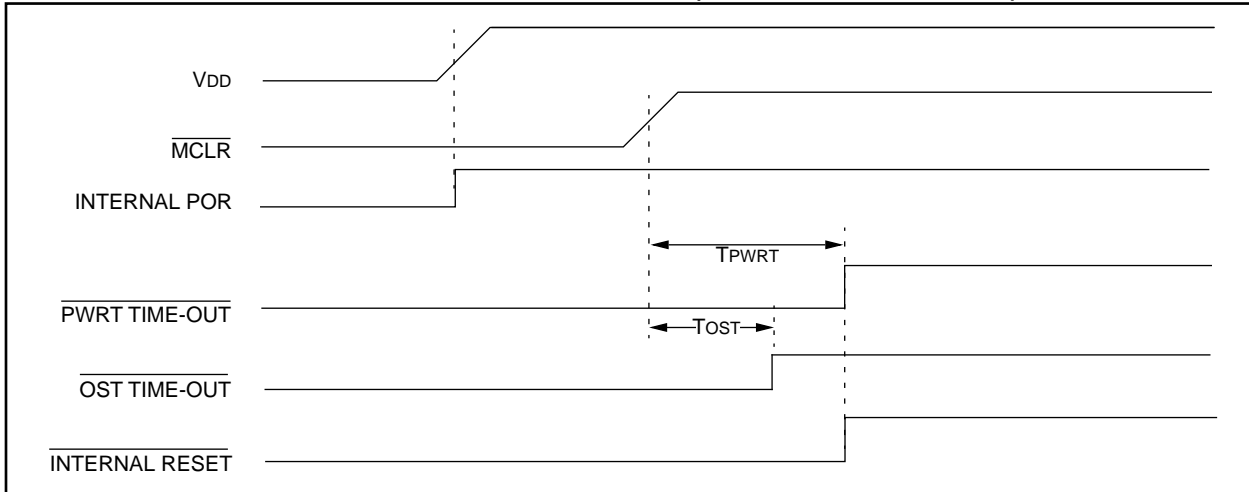 VDD
MCLR
INTERNAL POR
TPWRT
PWRT TIME-OUT
TOST
OST TIME-OUT
INTERNAL RESET